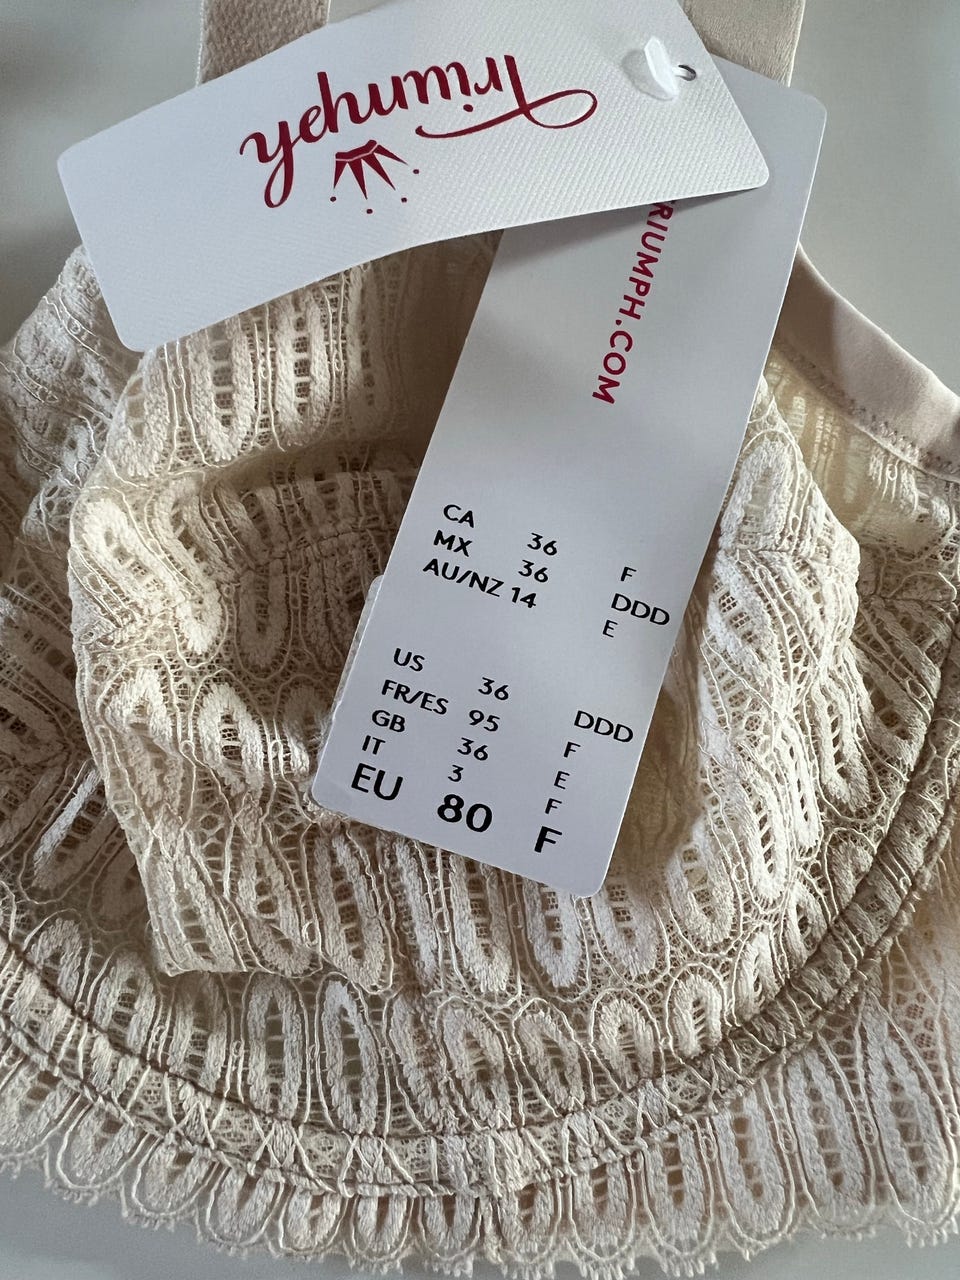 Triumph
TRIUMPH.COM
CA 36 F
MX 36 DDD
AU/NZ 14 E
US 36 DDD
FR/ES 95 F
GB 36 E
IT 3 F
EU 80 F